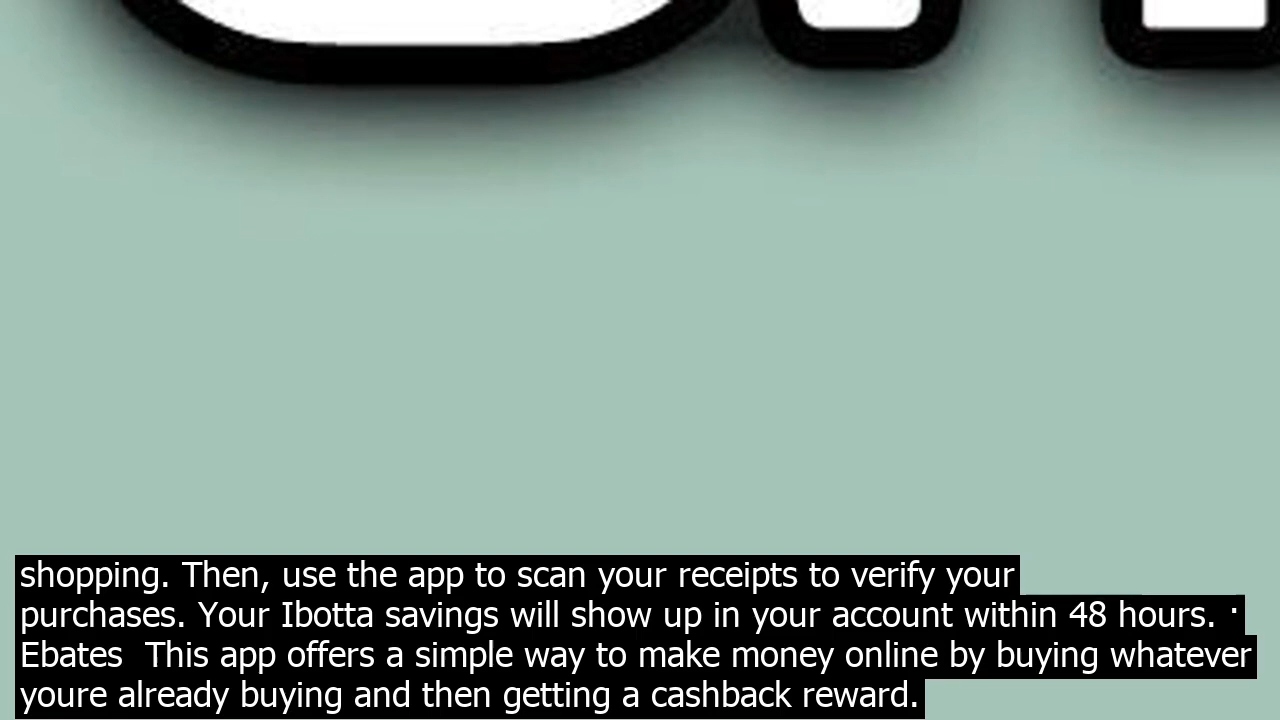 shopping. Then, use the app to scan your receipts to verify your
purchases. Your Ibotta savings will show up in your account within 48 hours. ·
Ebates  This app offers a simple way to make money online by buying whatever
youre already buying and then getting a cashback reward.